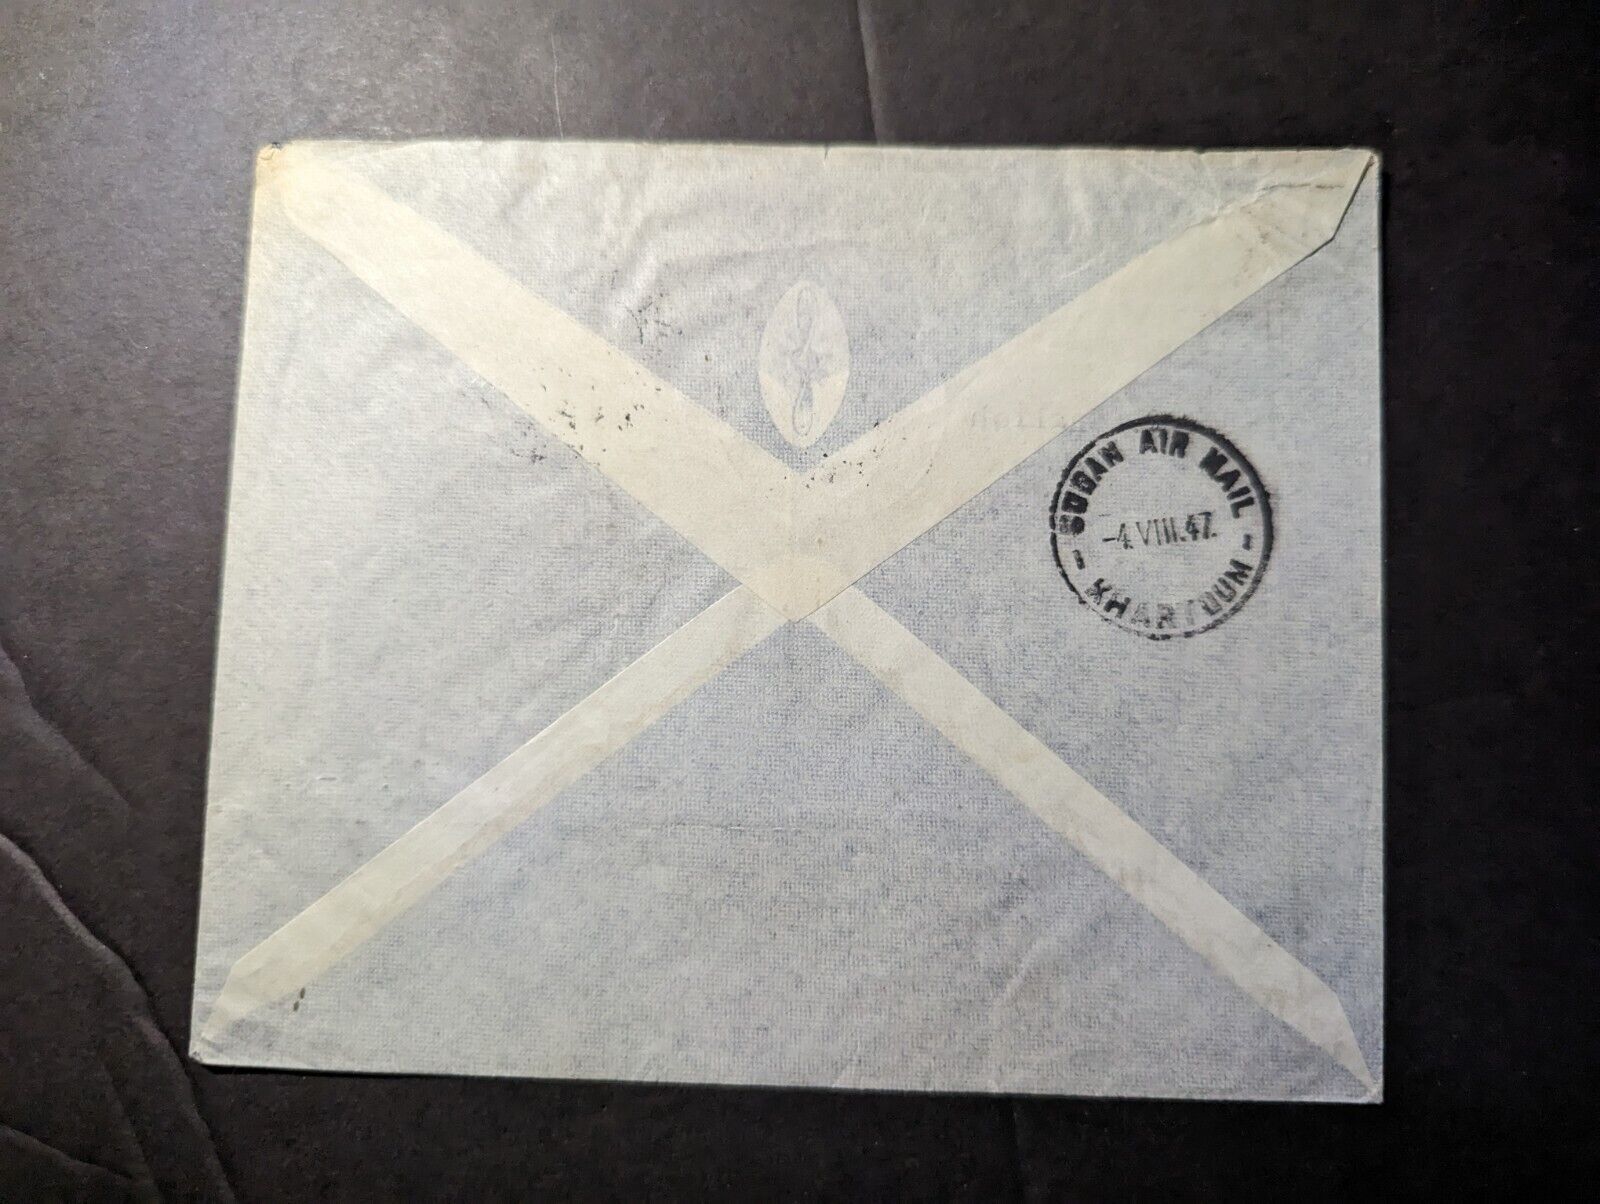 SUDAN AIR MAIL
-4.VIII.47.
- KHARTOUM -